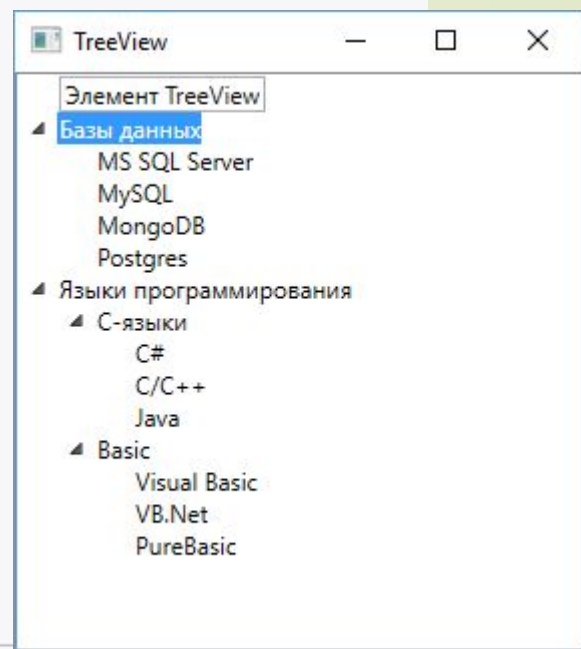 TreeView
Элемент TreeView
Базы данных
MS SQL Server
MySQL
MongoDB
Postgres
Языки программирования
С-языки
C#
C/C++
Java
Basic
Visual Basic
VB.Net
PureBasic